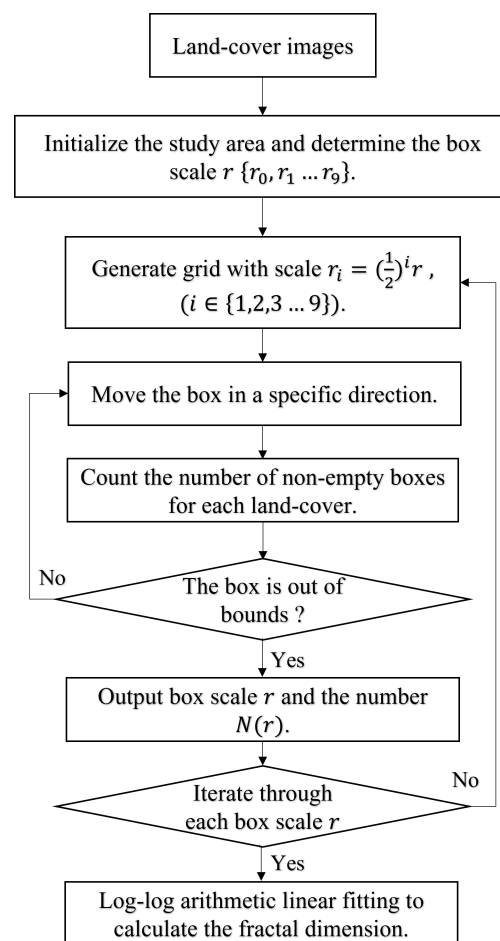 Land-cover images
Initialize the study area and determine the box
scale r {r₀, r₁ … r₉}.
Generate grid with scale rᵢ = (1/2)ⁱr ,
(i ∈ {1,2,3 … 9}).
Move the box in a specific direction.
Count the number of non-empty boxes
for each land-cover.
No
The box is out of
bounds ?
Yes
Output box scale r and the number
N(r).
No
Iterate through
each box scale r
Yes
Log-log arithmetic linear fitting to
calculate the fractal dimension.